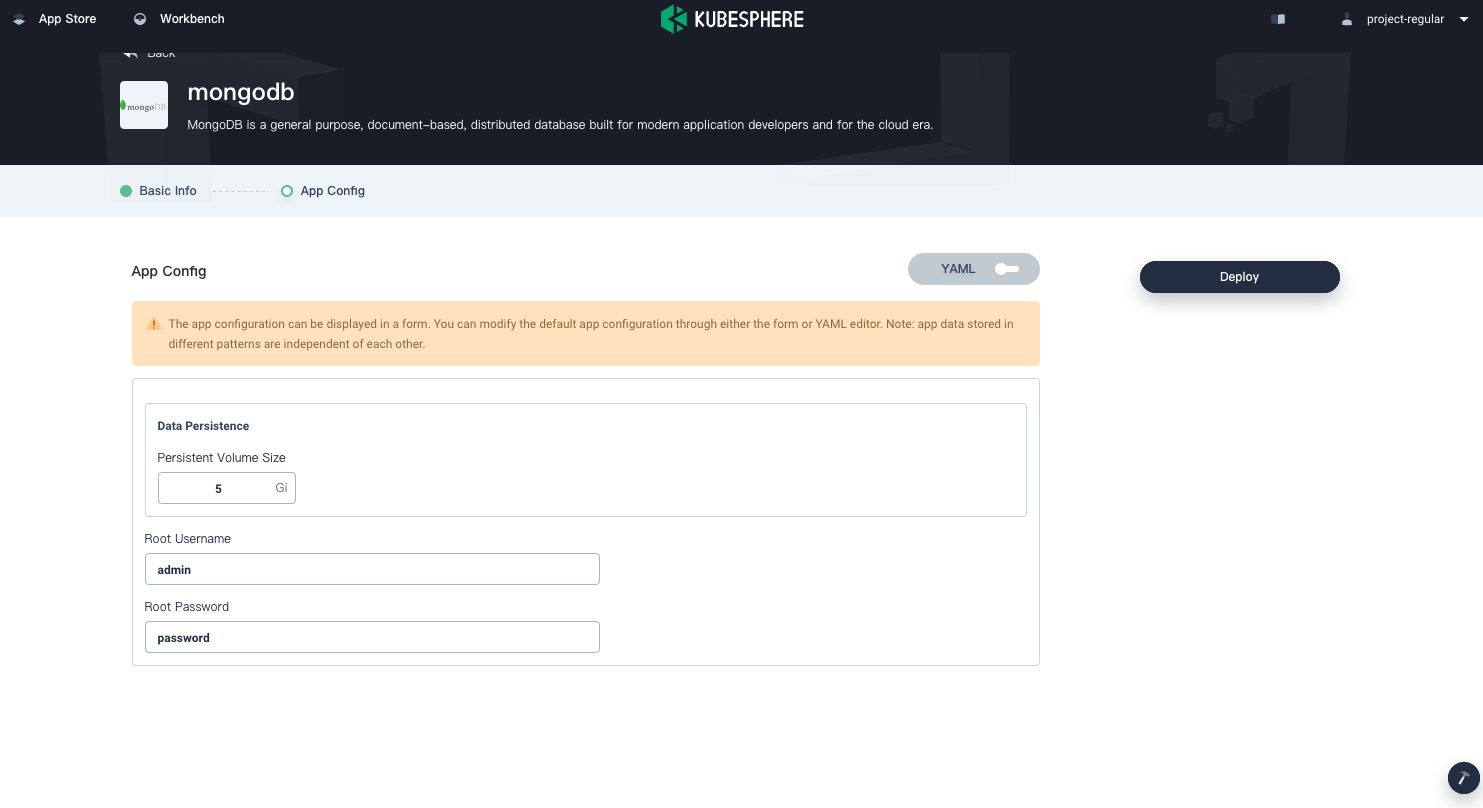 App Store
Workbench
KUBESPHERE
project-regular
Back
mongoDB
mongodb
MongoDB is a general purpose, document-based, distributed database built for modern application developers and for the cloud era.
Basic Info
App Config
App Config
YAML
Deploy
The app configuration can be displayed in a form. You can modify the default app configuration through either the form or YAML editor. Note: app data stored in
different patterns are independent of each other.
Data Persistence
Persistent Volume Size
5 Gi
Root Username
admin
Root Password
password